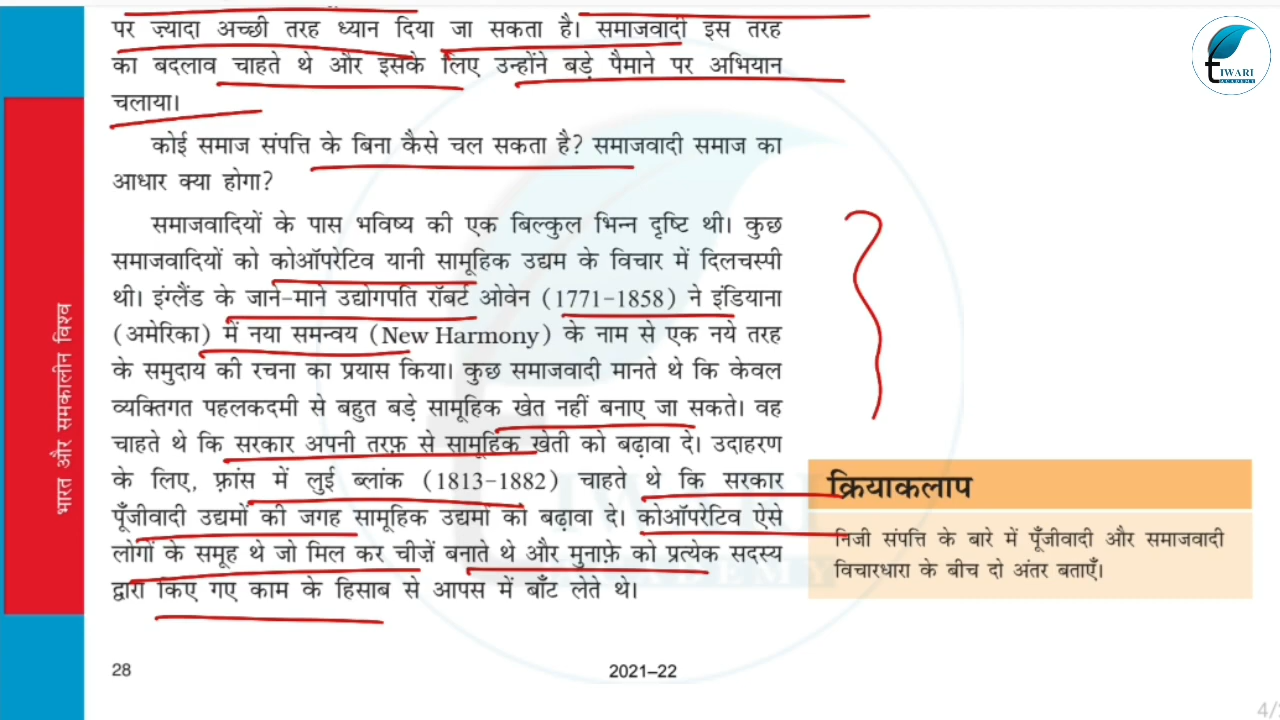 पर ज़्यादा अच्छी तरह ध्यान दिया जा सकता है। समाजवादी इस तरह
का बदलाव चाहते थे और इसके लिए उन्होंने बड़े पैमाने पर अभियान
चलाया।
कोई समाज संपत्ति के बिना कैसे चल सकता है? समाजवादी समाज का
आधार क्या होगा?
समाजवादियों के पास भविष्य की एक बिल्कुल भिन्न दृष्टि थी। कुछ
समाजवादियों को कोऑपरेटिव यानी सामूहिक उद्यम के विचार में दिलचस्पी
थी। इंग्लैंड के जाने-माने उद्योगपति रॉबर्ट ओवेन (1771-1858) ने इंडियाना
(अमेरिका) में नया समन्वय (New Harmony) के नाम से एक नये तरह
के समुदाय की रचना का प्रयास किया। कुछ समाजवादी मानते थे कि केवल
व्यक्तिगत पहलकदमी से बहुत बड़े सामूहिक खेत नहीं बनाए जा सकते। वह
चाहते थे कि सरकार अपनी तरफ़ से सामूहिक खेती को बढ़ावा दे। उदाहरण
के लिए, फ़्रांस में लुई ब्लांक (1813-1882) चाहते थे कि सरकार
पूँजीवादी उद्यमों की जगह सामूहिक उद्यमों को बढ़ावा दे। कोऑपरेटिव ऐसे
लोगों के समूह थे जो मिल कर चीज़ें बनाते थे और मुनाफ़े को प्रत्येक सदस्य
द्वारा किए गए काम के हिसाब से आपस में बाँट लेते थे।
क्रियाकलाप
निजी संपत्ति के बारे में पूँजीवादी और समाजवादी
विचारधारा के बीच दो अंतर बताएँ।
भारत और समकालीन विश्व
28
2021–22
TIWARI
ACADEMY